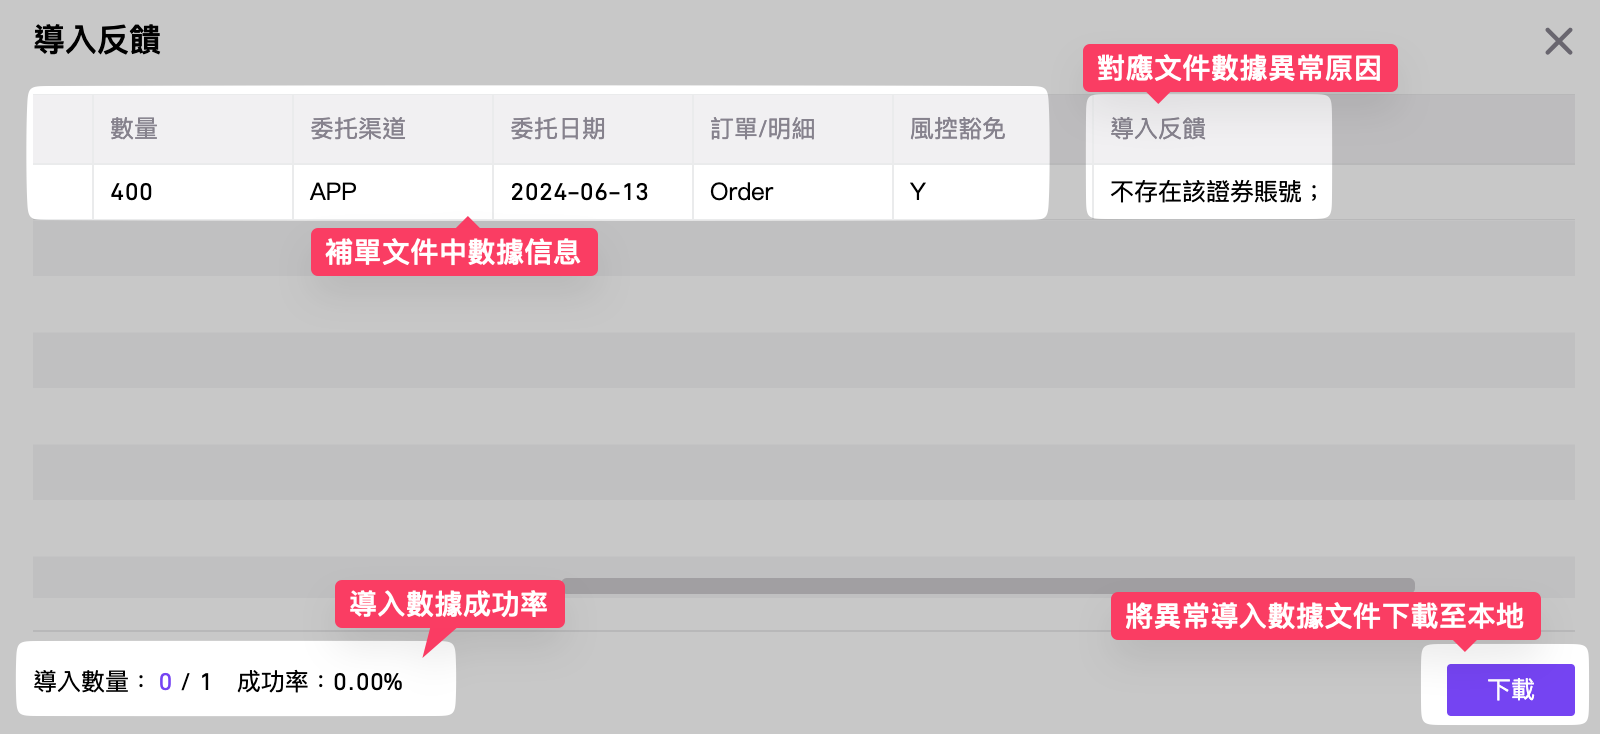 導入反饋
對應文件數據異常原因
數量 委托渠道 委托日期 訂單/明細 風控豁免 導入反饋
400 APP 2024-06-13 Order Y 不存在該證券賬號；
補單文件中數據信息
導入數據成功率
將異常導入數據文件下載至本地
導入數量： 0 / 1 成功率：0.00%
下載